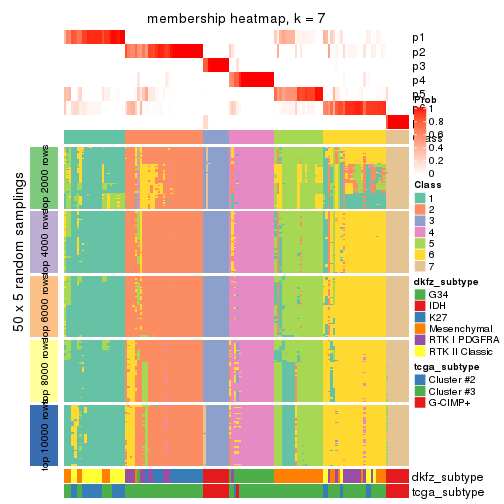 membership heatmap, k = 7
p1
p2
p3
p4
p5
p6
Prob
1
0.8
0.6
0.4
0.2
0
Class
1
2
3
4
5
6
7
dkfz_subtype
G34
IDH
K27
Mesenchymal
RTK I PDGFRA
RTK II Classic
tcga_subtype
Cluster #2
Cluster #3
G-CIMP+
50 x 5 random samplings
top 2000 rows
top 4000 rows
top 6000 rows
top 8000 rows
top 10000 rows
dkfz_subtype
tcga_subtype